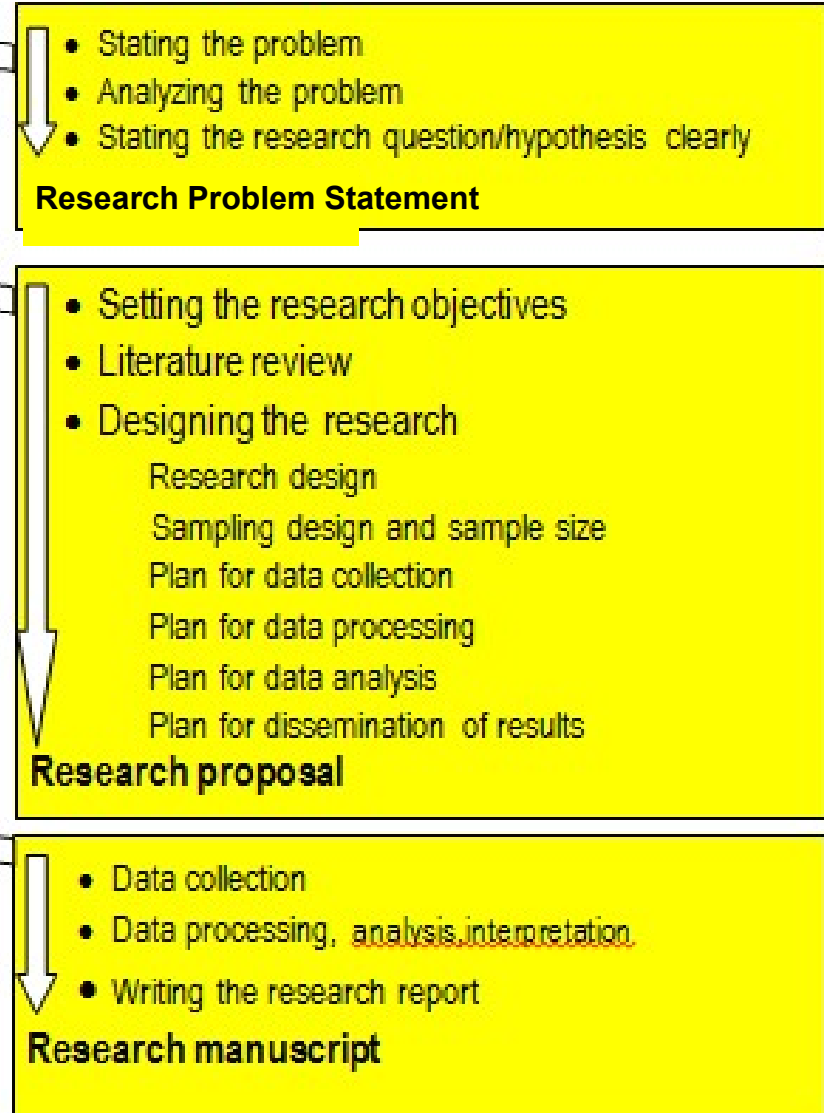 • Stating the problem
• Analyzing the problem
• Stating the research question/hypothesis clearly
Research Problem Statement
• Setting the research objectives
• Literature review
• Designing the research
Research design
Sampling design and sample size
Plan for data collection
Plan for data processing
Plan for data analysis
Plan for dissemination of results
Research proposal
• Data collection
• Data processing, analysis,interpretation
• Writing the research report
Research manuscript